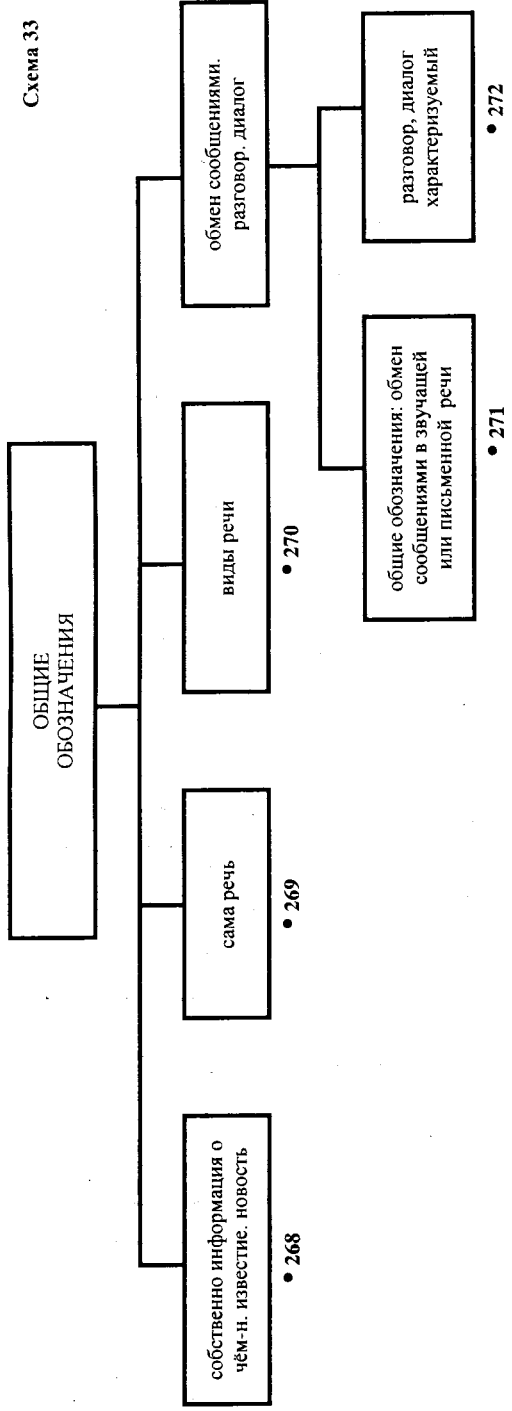 Схема 33
ОБЩИЕ
ОБОЗНАЧЕНИЯ
собственно информация о
чём-н. известие. новость
• 268
сама речь
• 269
виды речи
• 270
обмен сообщениями.
разговор. диалог
общие обозначения: обмен
сообщениями в звучащей
или письменной речи
• 271
разговор, диалог
характеризуемый
• 272